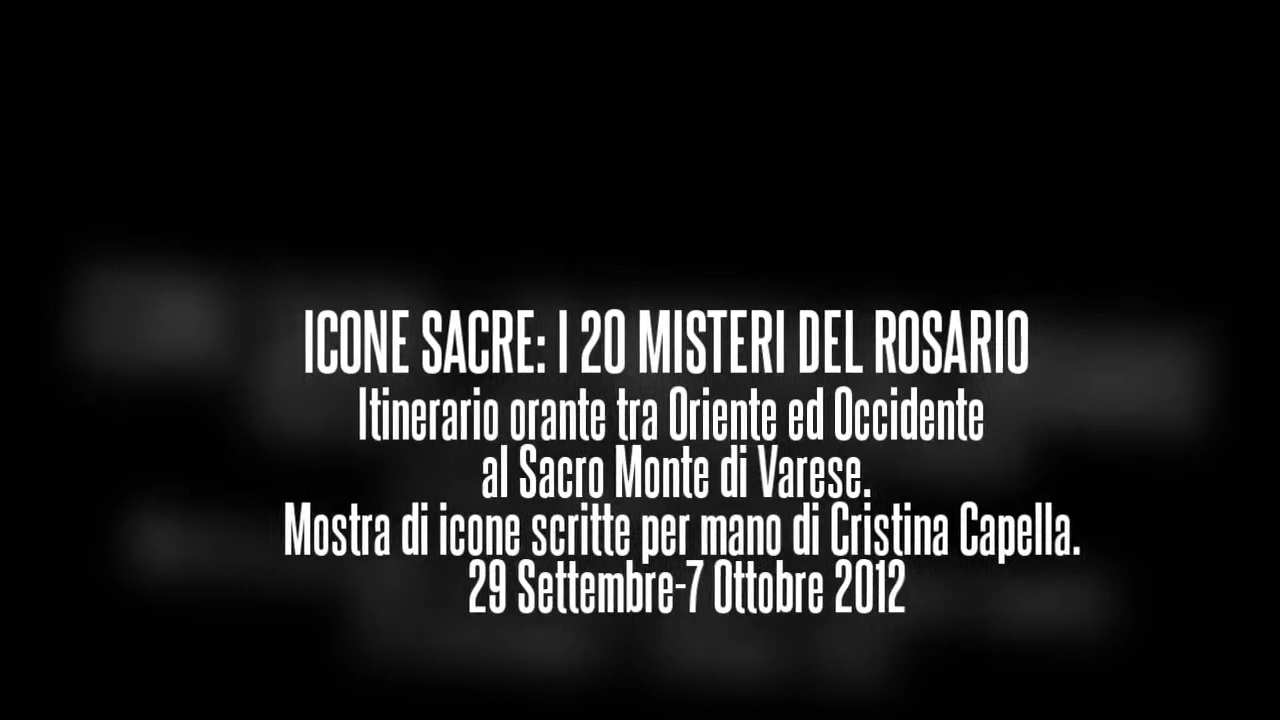 ICONE SACRE: I 20 MISTERI DEL ROSARIO
Itinerario orante tra Oriente ed Occidente
al Sacro Monte di Varese.
Mostra di icone scritte per mano di Cristina Capella.
29 Settembre-7 Ottobre 2012